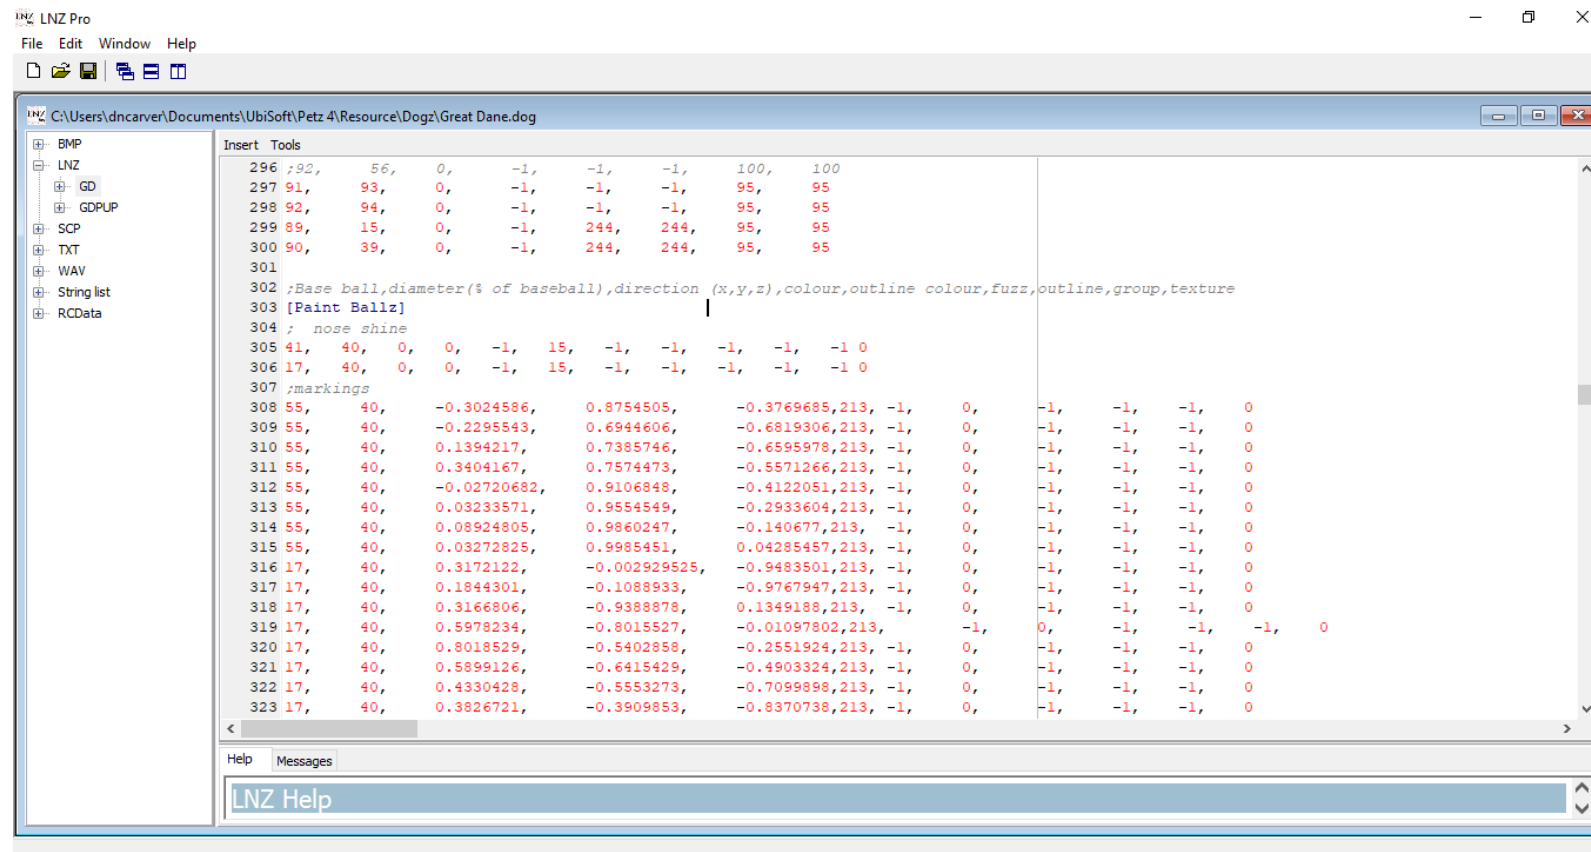 LNZ Pro
File Edit Window Help
C:\Users\dncarver\Documents\UbiSoft\Petz 4\Resource\Dogz\Great Dane.dog
BMP
LNZ
GD
GDPUP
SCP
TXT
WAV
String list
RCData
Insert Tools
296 ;92, 56, 0, -1, -1, -1, 100, 100
297 91, 93, 0, -1, -1, -1, 95, 95
298 92, 94, 0, -1, -1, -1, 95, 95
299 89, 15, 0, -1, 244, 244, 95, 95
300 90, 39, 0, -1, 244, 244, 95, 95
301
302 ;Base ball,diameter(% of baseball),direction (x,y,z),colour,outline colour,fuzz,outline,group,texture
303 [Paint Ballz]
304 ; nose shine
305 41, 40, 0, 0, -1, 15, -1, -1, -1, -1, -1 0
306 17, 40, 0, 0, -1, 15, -1, -1, -1, -1, -1 0
307 ;markings
308 55, 40, -0.3024586, 0.8754505, -0.3769685,213, -1, 0, -1, -1, -1, 0
309 55, 40, -0.2295543, 0.6944606, -0.6819306,213, -1, 0, -1, -1, -1, 0
310 55, 40, 0.1394217, 0.7385746, -0.6595978,213, -1, 0, -1, -1, -1, 0
311 55, 40, 0.3404167, 0.7574473, -0.5571266,213, -1, 0, -1, -1, -1, 0
312 55, 40, -0.02720682, 0.9106848, -0.4122051,213, -1, 0, -1, -1, -1, 0
313 55, 40, 0.03233571, 0.9554549, -0.2933604,213, -1, 0, -1, -1, -1, 0
314 55, 40, 0.08924805, 0.9860247, -0.140677,213, -1, 0, -1, -1, -1, 0
315 55, 40, 0.03272825, 0.9985451, 0.04285457,213, -1, 0, -1, -1, -1, 0
316 17, 40, 0.3172122, -0.002929525, -0.9483501,213, -1, 0, -1, -1, -1, 0
317 17, 40, 0.1844301, -0.1088933, -0.9767947,213, -1, 0, -1, -1, -1, 0
318 17, 40, 0.3166806, -0.9388878, 0.1349188,213, -1, 0, -1, -1, -1, 0
319 17, 40, 0.5978234, -0.8015527, -0.01097802,213, -1, 0, -1, -1, -1, 0
320 17, 40, 0.8018529, -0.5402858, -0.2551924,213, -1, 0, -1, -1, -1, 0
321 17, 40, 0.5899126, -0.6415429, -0.4903324,213, -1, 0, -1, -1, -1, 0
322 17, 40, 0.4330428, -0.5553273, -0.7099898,213, -1, 0, -1, -1, -1, 0
323 17, 40, 0.3826721, -0.3909853, -0.8370738,213, -1, 0, -1, -1, -1, 0
Help Messages
LNZ Help